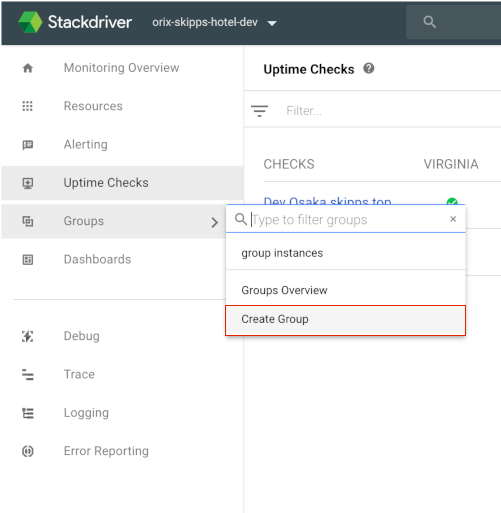 Stackdriver orix-skipps-hotel-dev
Monitoring Overview
Resources
Alerting
Uptime Checks
Groups
Dashboards
Debug
Trace
Logging
Error Reporting
Uptime Checks
Filter...
CHECKS VIRGINIA
Dev Osaka skipps top
Type to filter groups ×
group instances
Groups Overview
Create Group